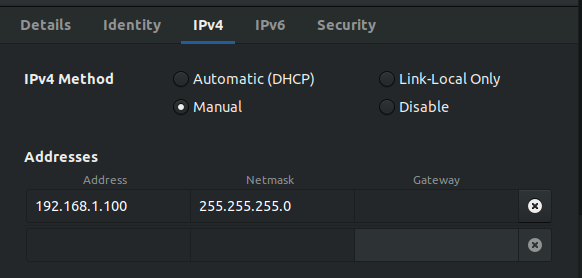 Details Identity IPv4 IPv6 Security
IPv4 Method Automatic (DHCP) Link-Local Only
Manual Disable
Addresses
Address Netmask Gateway
192.168.1.100 255.255.255.0